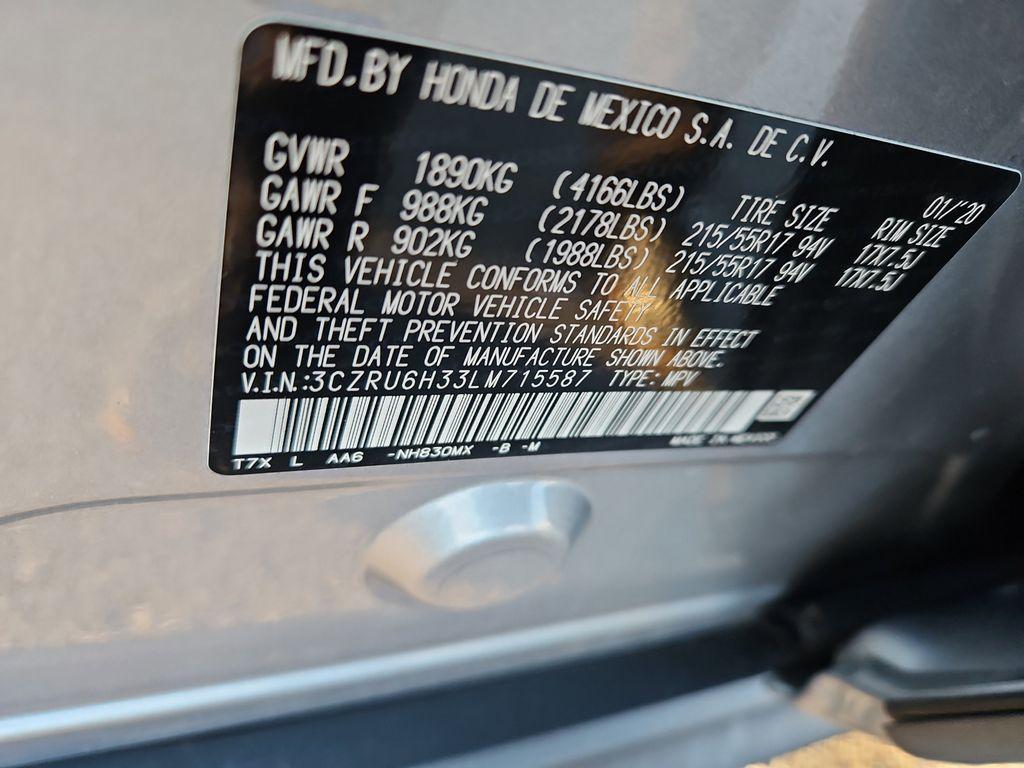 MFD.BY HONDA DE MEXICO S.A. DE C.V.
01/'20
GVWR 1890KG (4166LBS) TIRE SIZE RIM SIZE
GAWR F 988KG (2178LBS) 215/55R17 94V 17X7.5J
GAWR R 902KG (1988LBS) 215/55R17 94V 17X7.5J
THIS VEHICLE CONFORMS TO ALL APPLICABLE
FEDERAL MOTOR VEHICLE SAFETY
AND THEFT PREVENTION STANDARDS IN EFFECT
ON THE DATE OF MANUFACTURE SHOWN ABOVE.
V.I.N.:3CZRU6H33LM715587 TYPE: MPV
T7X L AA6 -NH830MX -B -M MADE IN MEXICO